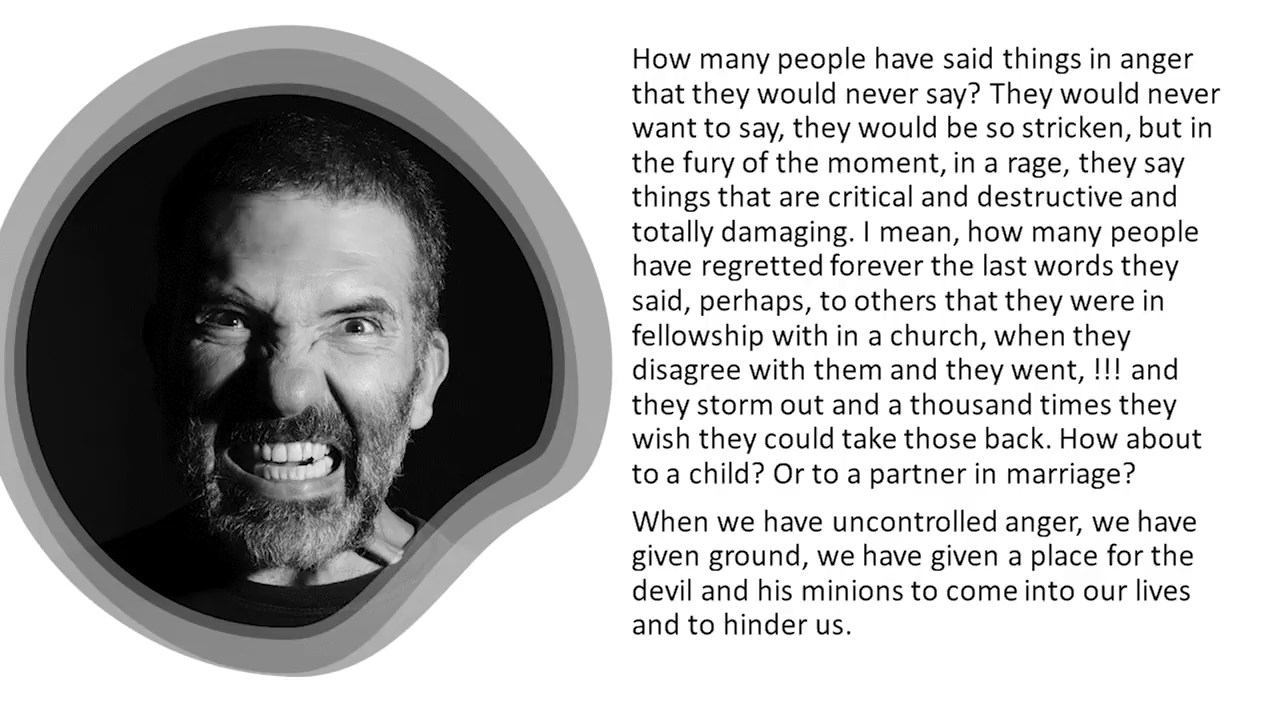 How many people have said things in anger
that they would never say? They would never
want to say, they would be so stricken, but in
the fury of the moment, in a rage, they say
things that are critical and destructive and
totally damaging. I mean, how many people
have regretted forever the last words they
said, perhaps, to others that they were in
fellowship with in a church, when they
disagree with them and they went, !!! and
they storm out and a thousand times they
wish they could take those back. How about
to a child? Or to a partner in marriage?
When we have uncontrolled anger, we have
given ground, we have given a place for the
devil and his minions to come into our lives
and to hinder us.